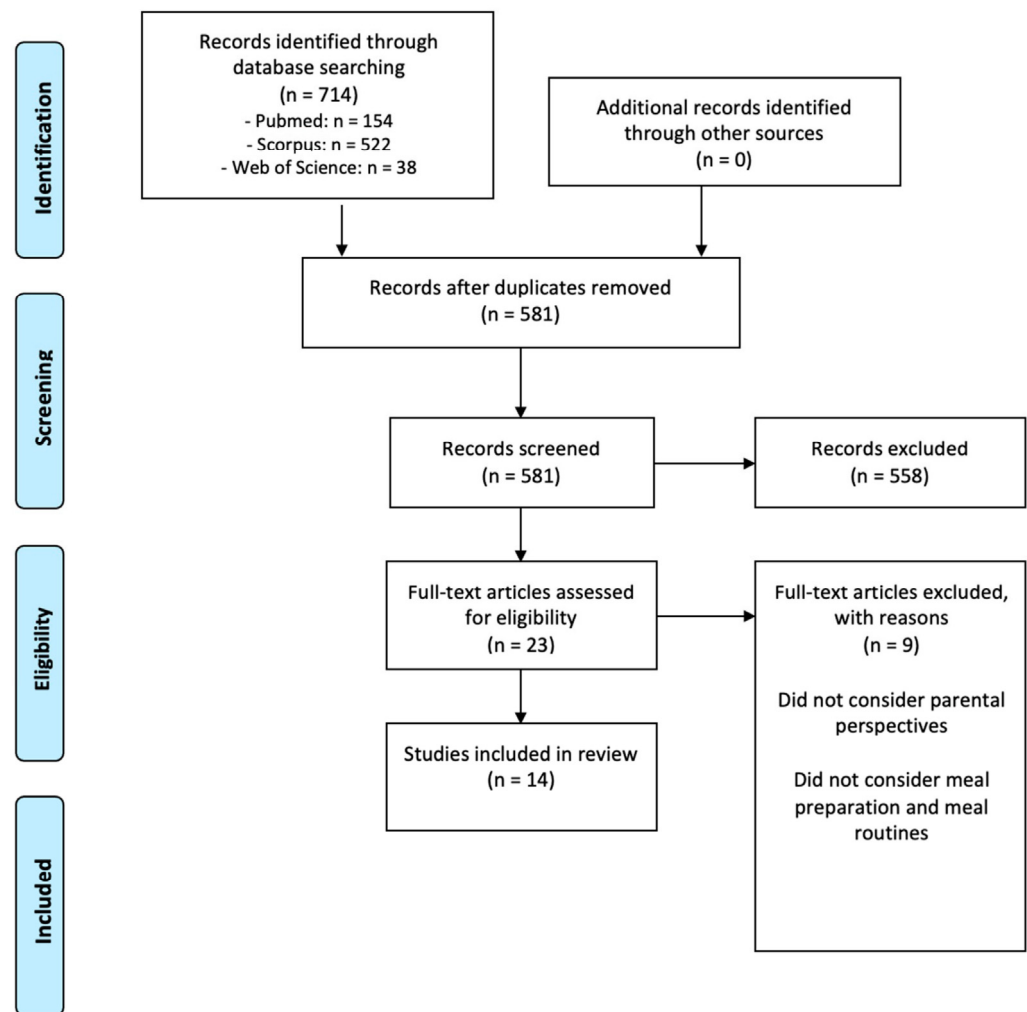 Identification
Records identified through
database searching
(n = 714)
- Pubmed: n = 154
- Scorpus: n = 522
- Web of Science: n = 38
Additional records identified
through other sources
(n = 0)
Records after duplicates removed
(n = 581)
Screening
Records screened
(n = 581)
Records excluded
(n = 558)
Eligibility
Full-text articles assessed
for eligibility
(n = 23)
Full-text articles excluded,
with reasons
(n = 9)
Did not consider parental
perspectives
Did not consider meal
preparation and meal
routines
Studies included in review
(n = 14)
Included